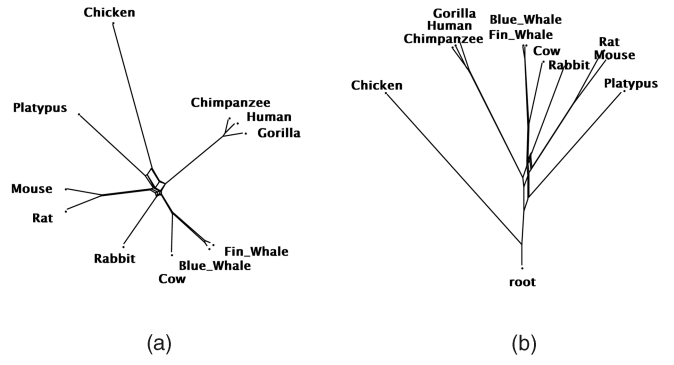 Chicken
Platypus
Chimpanzee
Human
Gorilla
Mouse
Rat
Rabbit
Fin_Whale
Blue_Whale
Cow
(a)
Gorilla
Human
Chimpanzee
Blue_Whale
Fin_Whale
Cow
Rabbit
Rat
Mouse
Platypus
Chicken
root
(b)